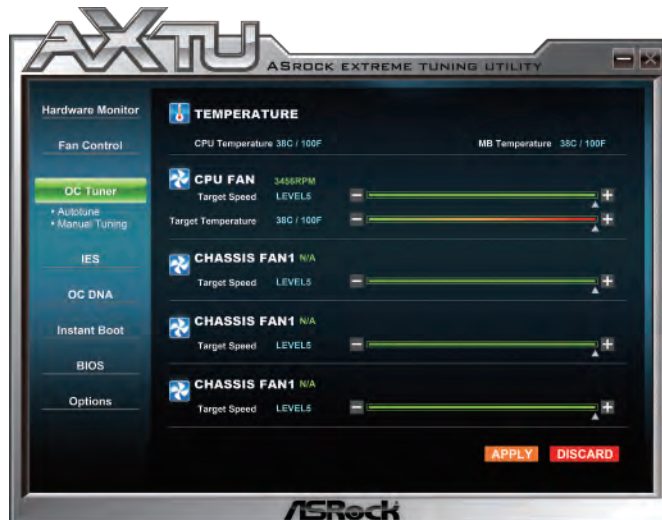 AXTU
ASROCK EXTREME TUNING UTILITY
Hardware Monitor
Fan Control
OC Tuner
• Autotune
• Manual Tuning
IES
OC DNA
Instant Boot
BIOS
Options
TEMPERATURE
CPU Temperature 38C / 100F MB Temperature 38C / 100F
CPU FAN 3456RPM
Target Speed LEVEL5
Target Temperature 38C / 100F
CHASSIS FAN1 N/A
Target Speed LEVEL5
CHASSIS FAN1 N/A
Target Speed LEVEL5
CHASSIS FAN1 N/A
Target Speed LEVEL5
APPLY DISCARD
ASRock